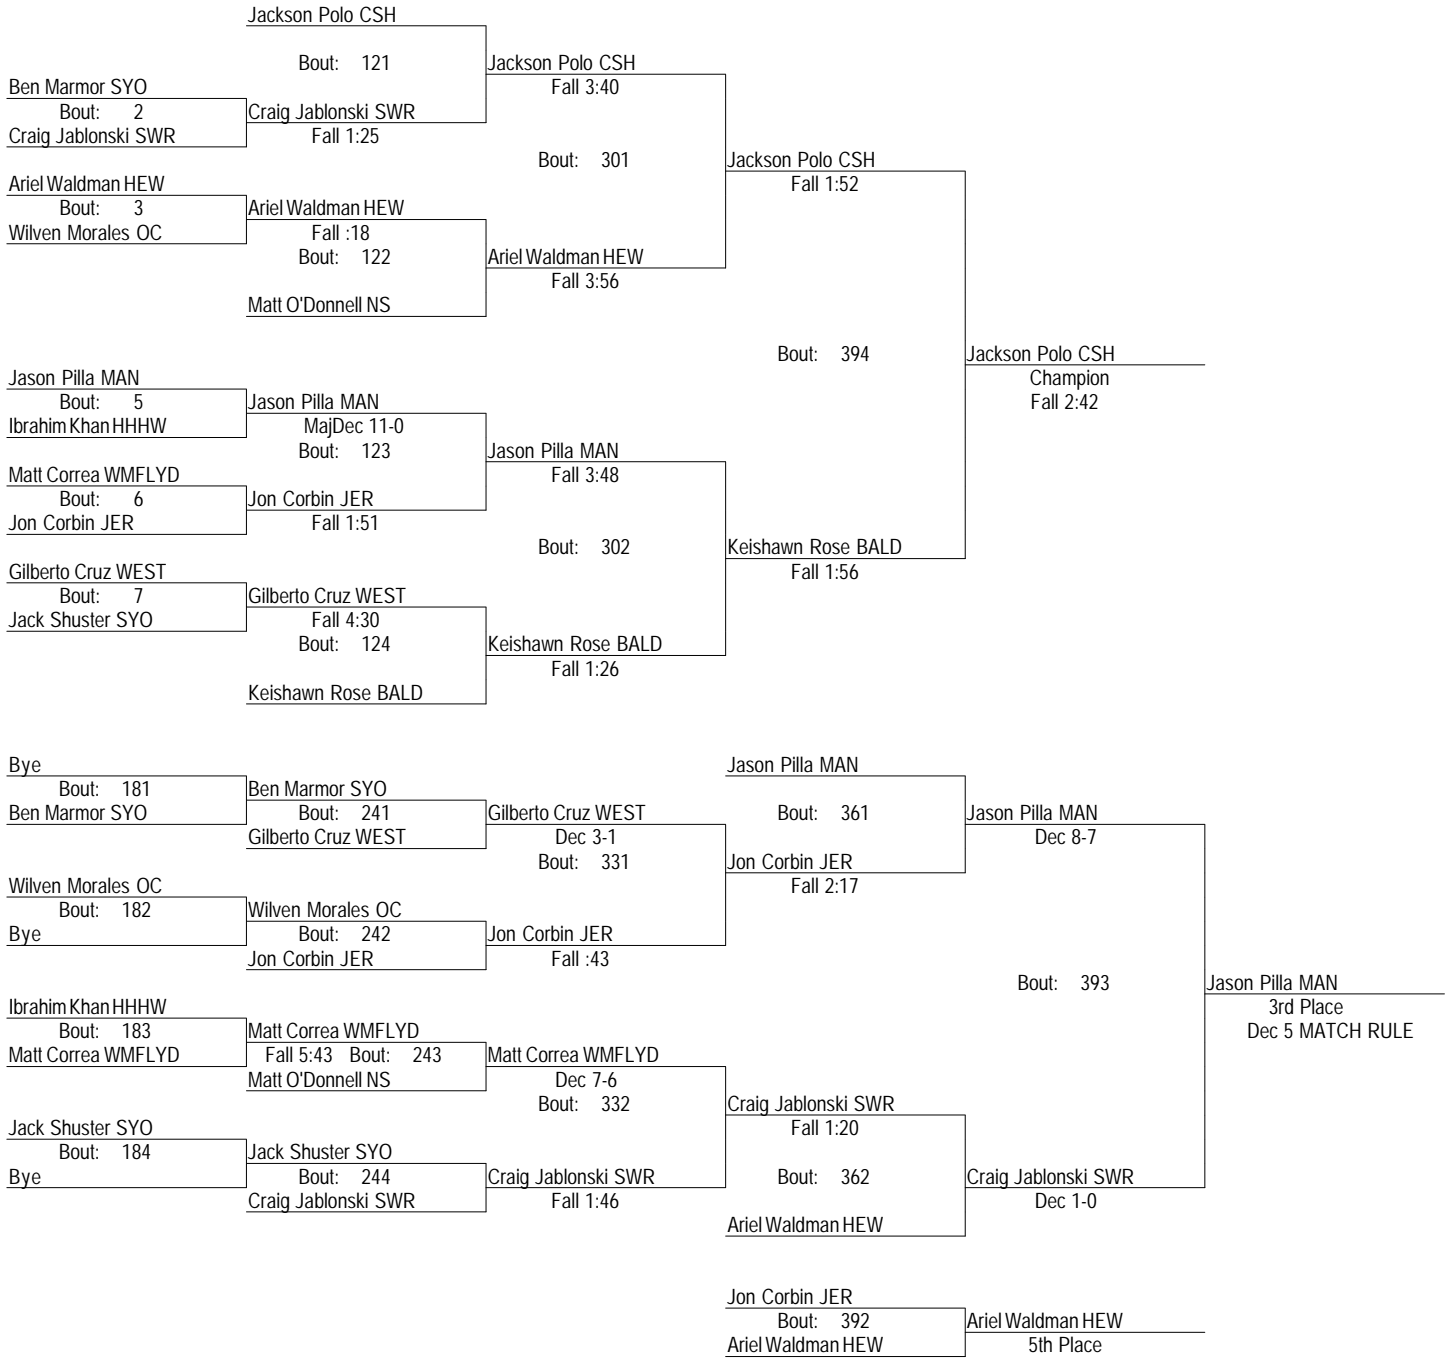 Jackson Polo CSH
Bout: 121
Jackson Polo CSH
Fall 3:40
Ben Marmor SYO
Bout: 2
Craig Jablonski SWR
Craig Jablonski SWR
Fall 1:25
Bout: 301
Jackson Polo CSH
Fall 1:52
Ariel Waldman HEW
Bout: 3
Wilven Morales OC
Ariel Waldman HEW
Fall :18
Bout: 122
Ariel Waldman HEW
Fall 3:56
Matt O'Donnell NS
Bout: 394
Jackson Polo CSH
Champion
Fall 2:42
Jason Pilla MAN
Bout: 5
Ibrahim Khan HHHW
Jason Pilla MAN
MajDec 11-0
Bout: 123
Jason Pilla MAN
Fall 3:48
Matt Correa WMFLYD
Bout: 6
Jon Corbin JER
Jon Corbin JER
Fall 1:51
Bout: 302
Keishawn Rose BALD
Fall 1:56
Gilberto Cruz WEST
Bout: 7
Jack Shuster SYO
Gilberto Cruz WEST
Fall 4:30
Bout: 124
Keishawn Rose BALD
Fall 1:26
Keishawn Rose BALD
Bye
Bout: 181
Ben Marmor SYO
Ben Marmor SYO
Bout: 241
Gilberto Cruz WEST
Gilberto Cruz WEST
Dec 3-1
Bout: 331
Jason Pilla MAN
Bout: 361
Jon Corbin JER
Fall 2:17
Jason Pilla MAN
Dec 8-7
Wilven Morales OC
Bout: 182
Bye
Wilven Morales OC
Bout: 242
Jon Corbin JER
Jon Corbin JER
Fall :43
Bout: 393
Jason Pilla MAN
3rd Place
Dec 5 MATCH RULE
Ibrahim Khan HHHW
Bout: 183
Matt Correa WMFLYD
Matt Correa WMFLYD
Fall 5:43 Bout: 243
Matt O'Donnell NS
Matt Correa WMFLYD
Dec 7-6
Bout: 332
Craig Jablonski SWR
Fall 1:20
Jack Shuster SYO
Bout: 184
Bye
Jack Shuster SYO
Bout: 244
Craig Jablonski SWR
Craig Jablonski SWR
Fall 1:46
Bout: 362
Craig Jablonski SWR
Dec 1-0
Ariel Waldman HEW
Jon Corbin JER
Bout: 392
Ariel Waldman HEW
Ariel Waldman HEW
5th Place